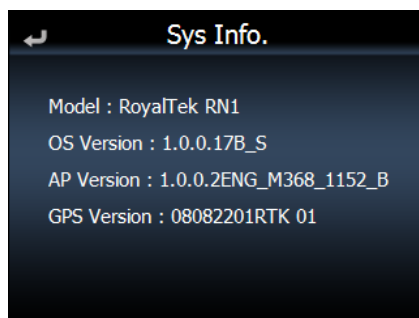 Sys Info.
Model : RoyalTek RN1
OS Version : 1.0.0.17B_S
AP Version : 1.0.0.2ENG_M368_1152_B
GPS Version : 08082201RTK 01